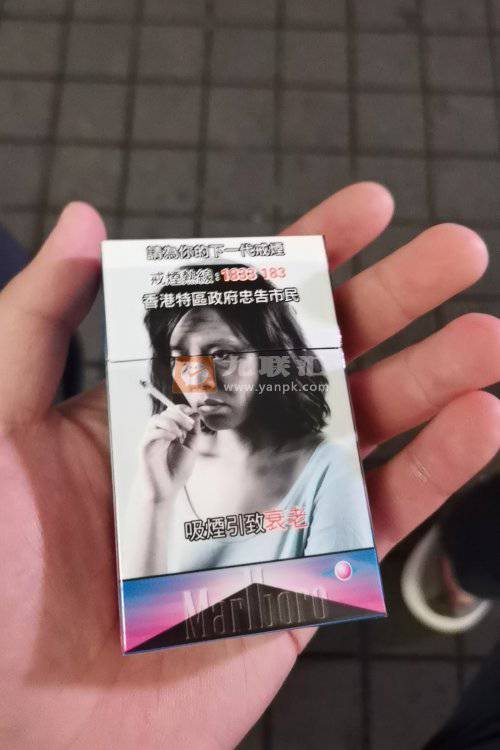 請為你的下一代戒煙
戒煙熱線:1833 183
香港特區政府忠告市民
www.yanpk.com
吸煙引致衰老
Marlboro